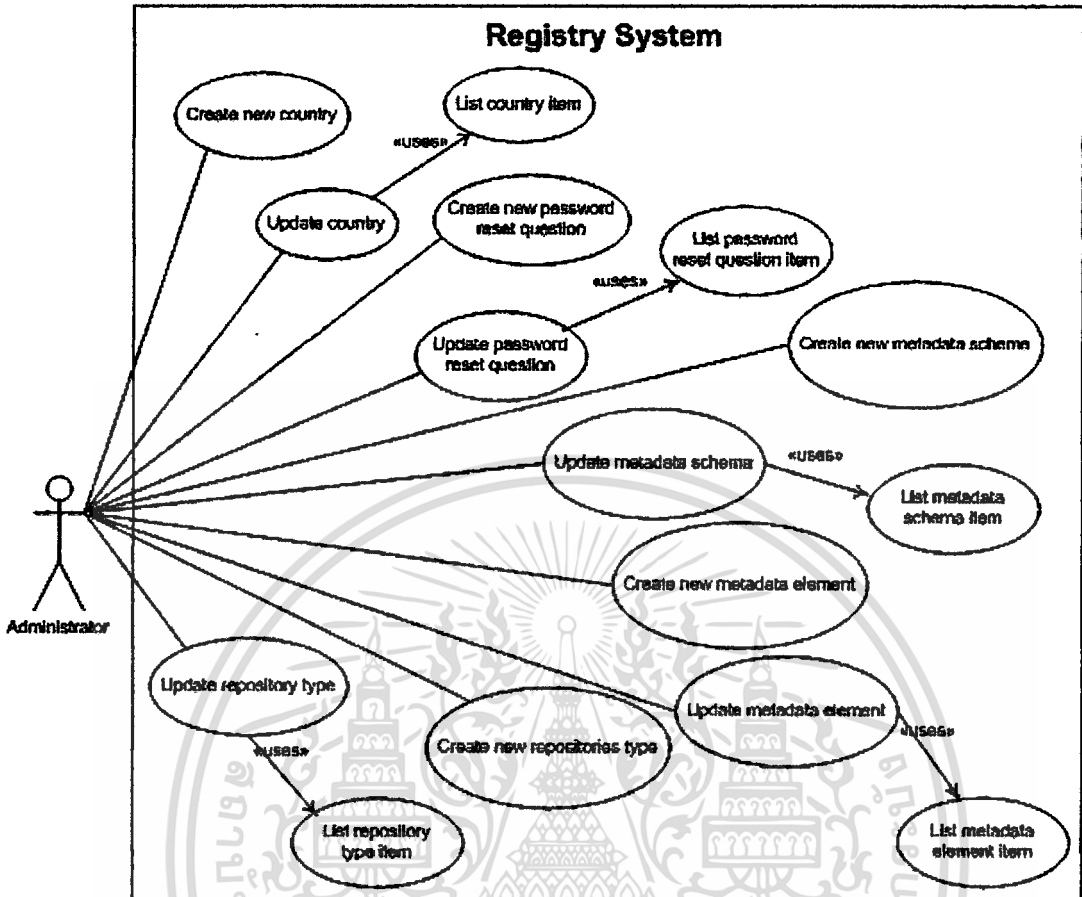 Registry System
Create new country
List country item
«uses»
Update country
Create new password
reset question
List password
reset question item
«uses»
Update password
reset question
Create new metadata schema
Update metadata schema
«uses»
List metadata
schema item
Create new metadata element
Administrator
Update repository type
Update metadata element
Create new repositories type
«uses»
«uses»
List repository
type item
List metadata
element item